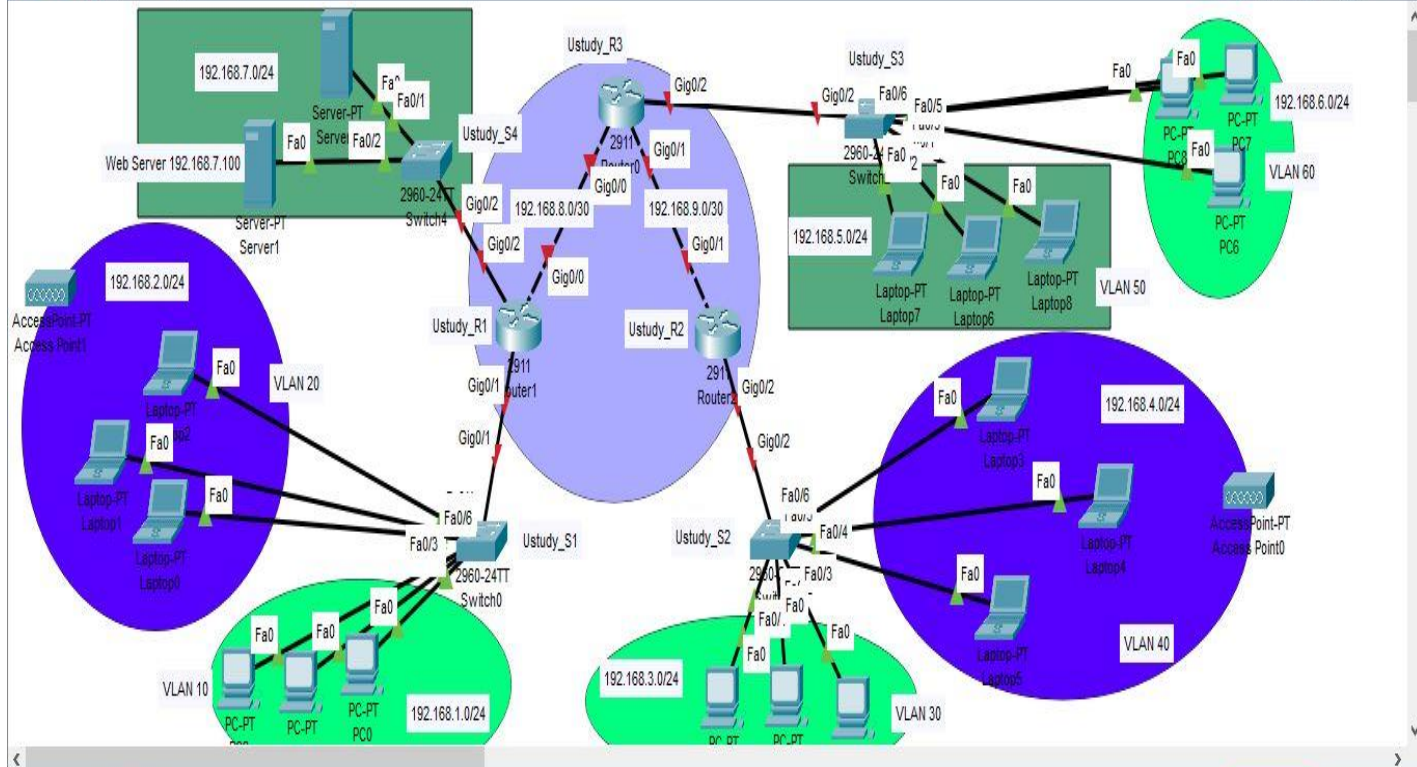 192.168.7.0/24
Server-PT
Fa0/1
Web Server 192.168.7.100
Fa0
Fa0/2
Server-PT
Server1
Ustudy_S4
2960-24TT
Switch4
Gig0/2
Gig0/2
Ustudy_R3
2911
Gig0/2
Gig0/1
Gig0/0
192.168.8.0/30
192.168.9.0/30
Gig0/1
Gig0/0
Ustudy_R1
2911
Gig0/1
Gig0/1
Ustudy_R2
Gig0/2
Gig0/2
Ustudy_S3
Gig0/2
Fa0/6
Fa0/5
Fa0
Fa0
192.168.6.0/24
PC-PT
PC7
PC8
Fa0
VLAN 60
PC-PT
PC6
Fa0
Fa0
Fa0
192.168.5.0/24
Laptop-PT
Laptop7
Laptop-PT
Laptop6
Laptop-PT
Laptop8
VLAN 50
192.168.2.0/24
AccessPoint-PT
Access Point1
Fa0
VLAN 20
Laptop-PT
Fa0
Laptop-PT
Laptop1
Fa0
Laptop-PT
Laptop0
Fa0/6
Fa0/3
Ustudy_S1
2960-24TT
Switch0
Fa0
Fa0
Fa0
VLAN 10
PC-PT
PC-PT
PC-PT
PC0
192.168.1.0/24
Ustudy_S2
Fa0/6
Fa0/4
Fa0/3
Fa0
Fa0
Fa0
192.168.3.0/24
VLAN 30
Fa0
192.168.4.0/24
Laptop-PT
Laptop3
Fa0
Laptop-PT
Laptop4
AccessPoint-PT
Access Point0
Fa0
Laptop-PT
Laptop5
VLAN 40